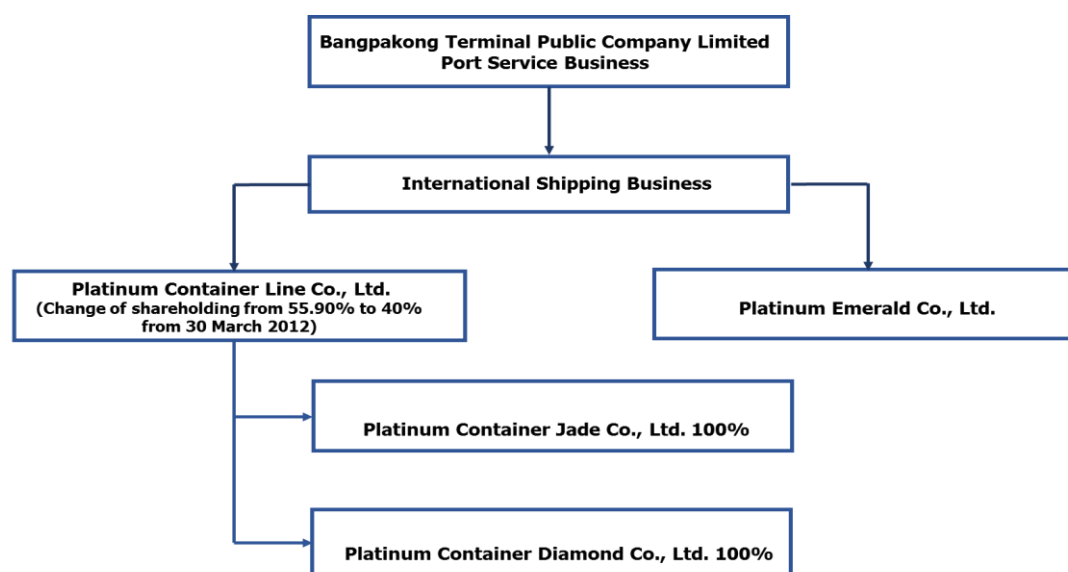 Bangpakong Terminal Public Company Limited
Port Service Business
International Shipping Business
Platinum Container Line Co., Ltd.
(Change of shareholding from 55.90% to 40%
from 30 March 2012)
Platinum Emerald Co., Ltd.
Platinum Container Jade Co., Ltd. 100%
Platinum Container Diamond Co., Ltd. 100%